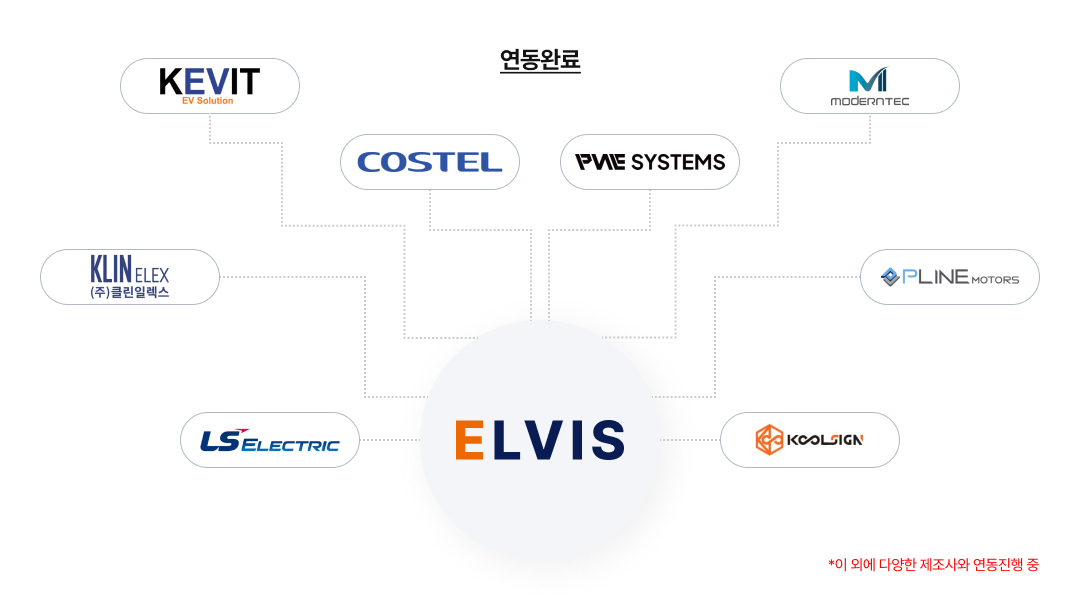 연동완료
KEVIT
EV Solution
MODERNTEC
COSTEL
PNE SYSTEMS
KLIN ELEX
(주)클린일렉스
PLINE MOTORS
ELVIS
LS ELECTRIC
KOOLSIGN
*이 외에 다양한 제조사와 연동진행 중